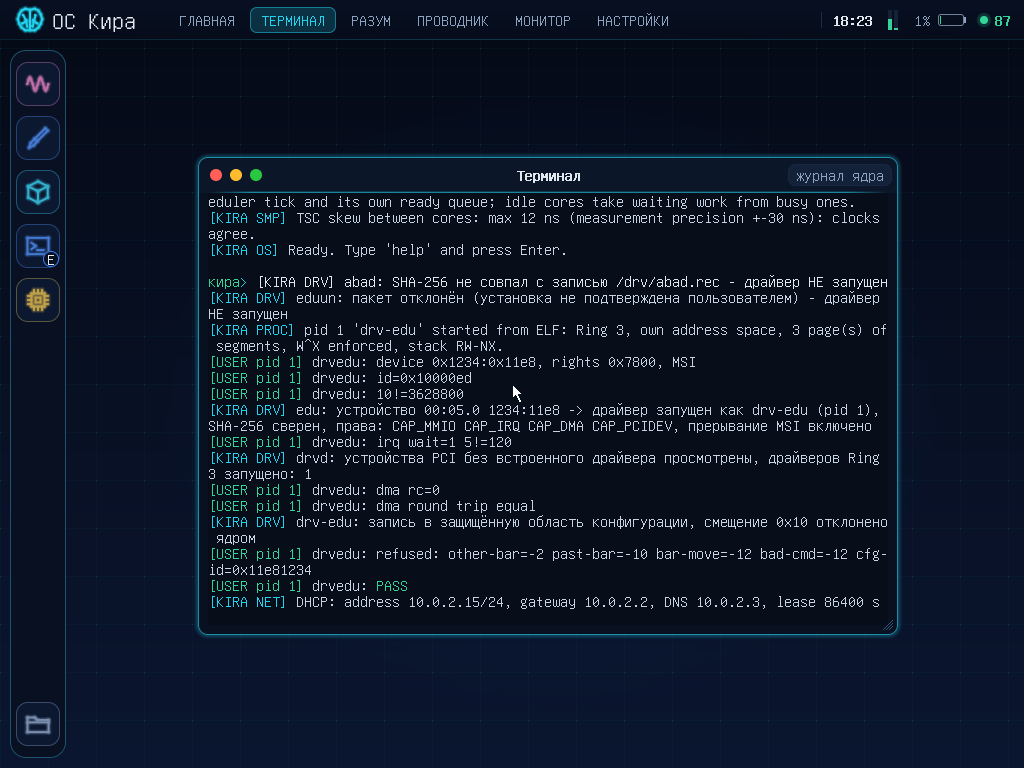 ОС Кира
ГЛАВНАЯ ТЕРМИНАЛ РАЗУМ ПРОВОДНИК МОНИТОР НАСТРОЙКИ
18:23 1% 87
E
Терминал
журнал ядра
eduler tick and its own ready queue; idle cores take waiting work from busy ones.
[KIRA SMP] TSC skew between cores: max 12 ns (measurement precision +-30 ns): clocks
agree.
[KIRA OS] Ready. Type 'help' and press Enter.
кира> [KIRA DRV] abad: SHA-256 не совпал с записью /drv/abad.rec - драйвер НЕ запущен
[KIRA DRV] eduun: пакет отклонён (установка не подтверждена пользователем) - драйвер
НЕ запущен
[KIRA PROC] pid 1 'drv-edu' started from ELF: Ring 3, own address space, 3 page(s) of
segments, W^X enforced, stack RW-NX.
[USER pid 1] drvedu: device 0x1234:0x11e8, rights 0x7800, MSI
[USER pid 1] drvedu: id=0x10000ed
[USER pid 1] drvedu: 10!=3628800
[KIRA DRV] edu: устройство 00:05.0 1234:11e8 -> драйвер запущен как drv-edu (pid 1),
SHA-256 сверен, права: CAP_MMIO CAP_IRQ CAP_DMA CAP_PCIDEV, прерывание MSI включено
[USER pid 1] drvedu: irq wait=1 5!=120
[KIRA DRV] drvd: устройства PCI без встроенного драйвера просмотрены, драйверов Ring
3 запущено: 1
[USER pid 1] drvedu: dma rc=0
[USER pid 1] drvedu: dma round trip equal
[KIRA DRV] drv-edu: запись в защищённую область конфигурации, смещение 0x10 отклонено
ядром
[USER pid 1] drvedu: refused: other-bar=-2 past-bar=-10 bar-move=-12 bad-cmd=-12 cfg-
id=0x11e81234
[USER pid 1] drvedu: PASS
[KIRA NET] DHCP: address 10.0.2.15/24, gateway 10.0.2.2, DNS 10.0.2.3, lease 86400 s